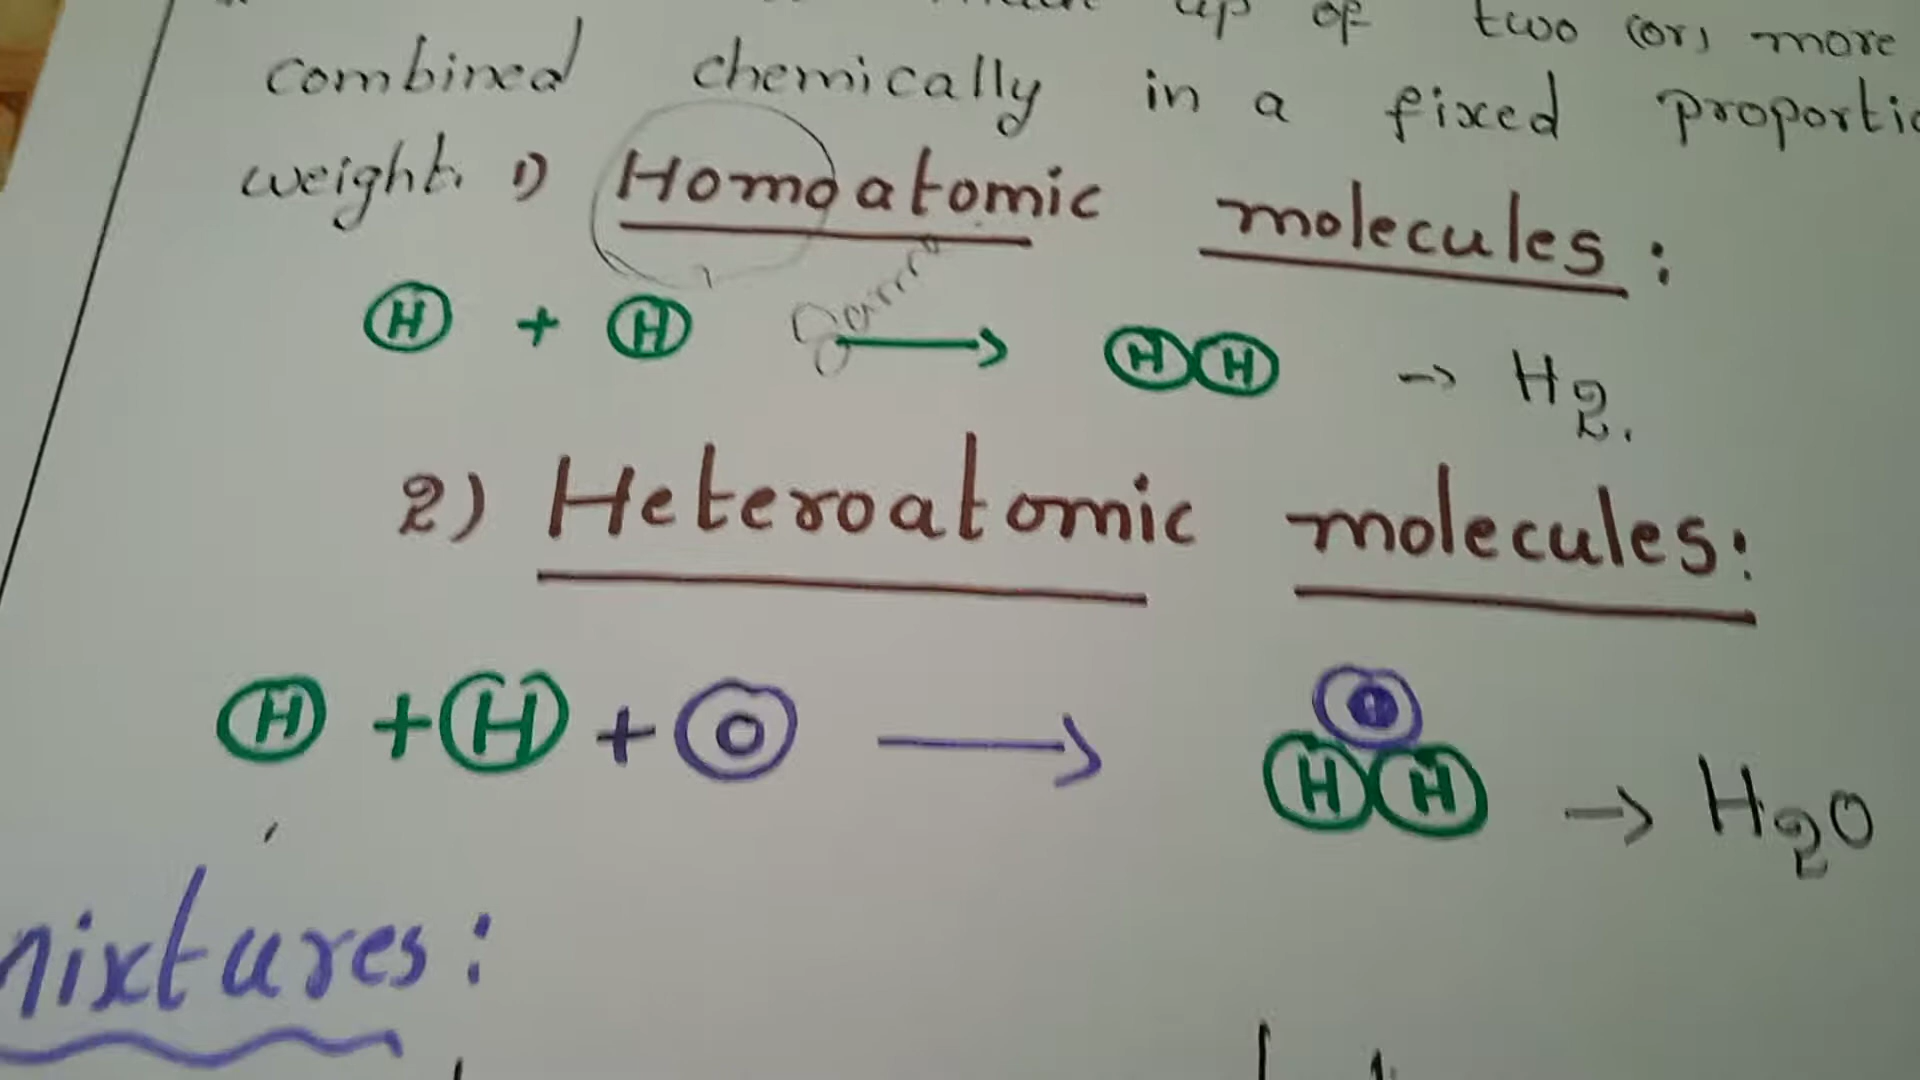 up of two (or) more
combined chemically in a fixed
weight. 1) Homoatomic molecules :
H + H → HH → H2.
2) Heteroatomic molecules:
H + H + O → O
HH → H2O
mixtures :